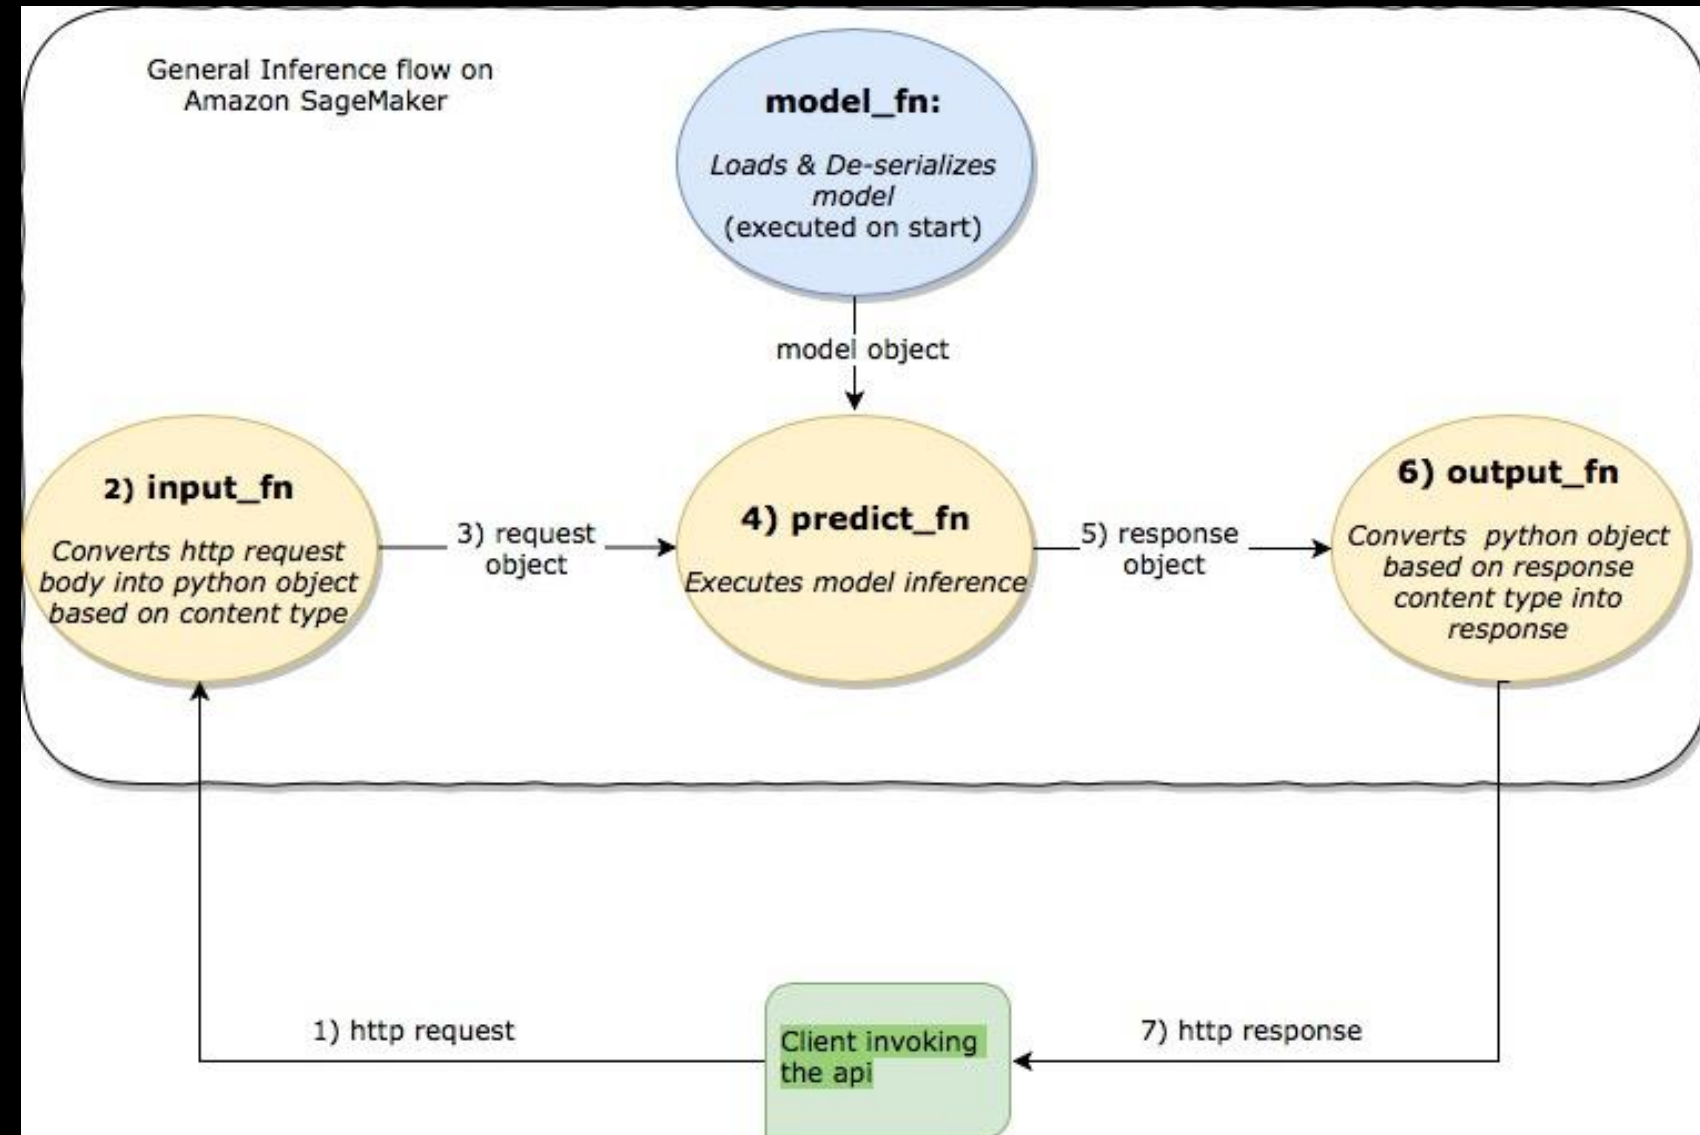 General Inference flow on
Amazon SageMaker
model_fn:
Loads & De-serializes
model
(executed on start)
model object
2) input_fn
Converts http request
body into python object
based on content type
3) request
object
4) predict_fn
Executes model inference
5) response
object
6) output_fn
Converts python object
based on response
content type into
response
1) http request
Client invoking
the api
7) http response